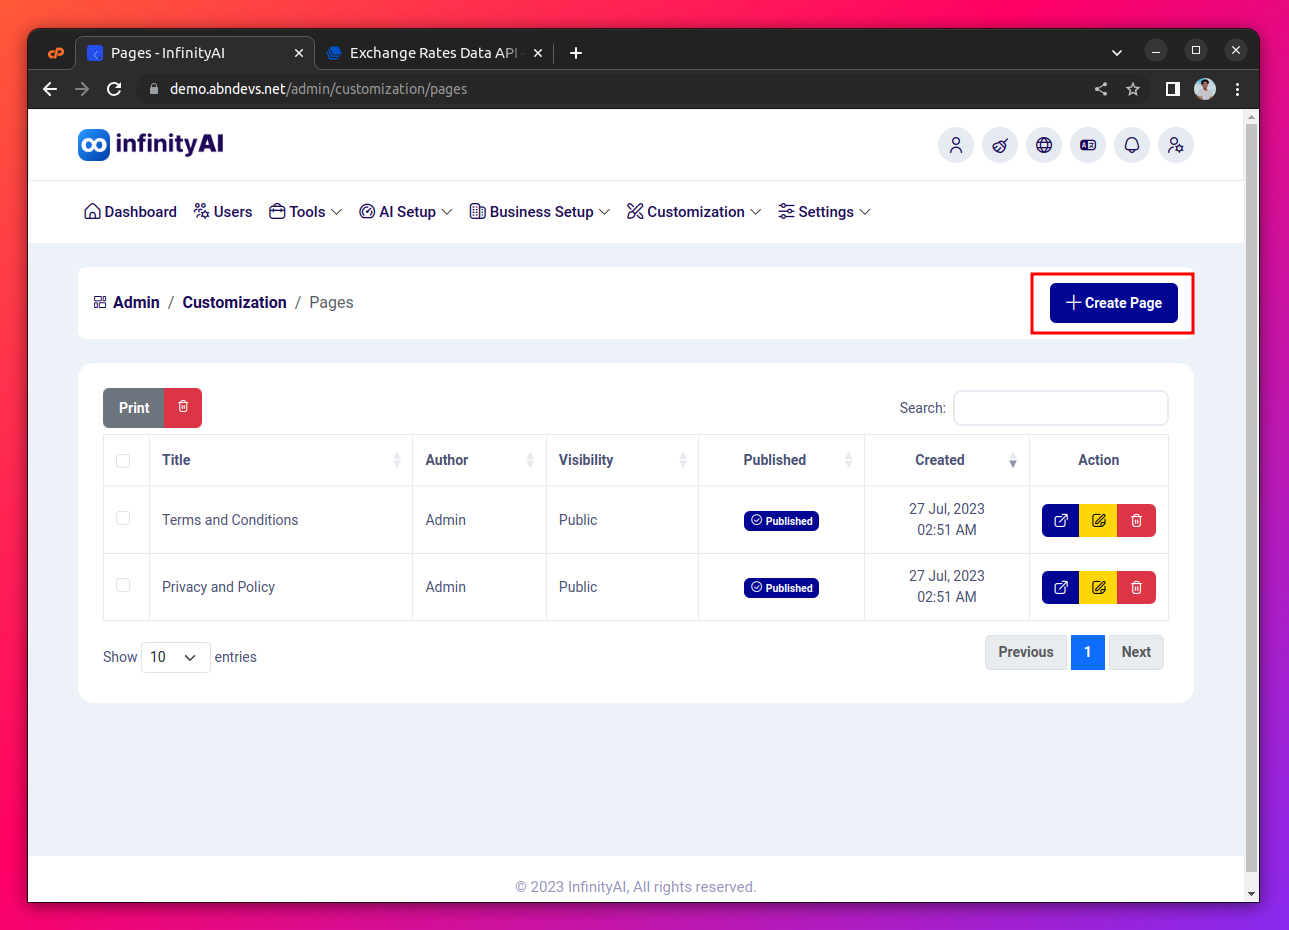 Pages - InfinityAI
Exchange Rates Data API
demo.abndevs.net/admin/customization/pages
infinityAI
Dashboard Users Tools AI Setup Business Setup Customization Settings
Admin / Customization / Pages
Create Page
Print
Search:
Title Author Visibility Published Created Action
Terms and Conditions Admin Public Published 27 Jul, 2023
02:51 AM
Privacy and Policy Admin Public Published 27 Jul, 2023
02:51 AM
Show 10 entries
Previous 1 Next
© 2023 InfinityAI, All rights reserved.